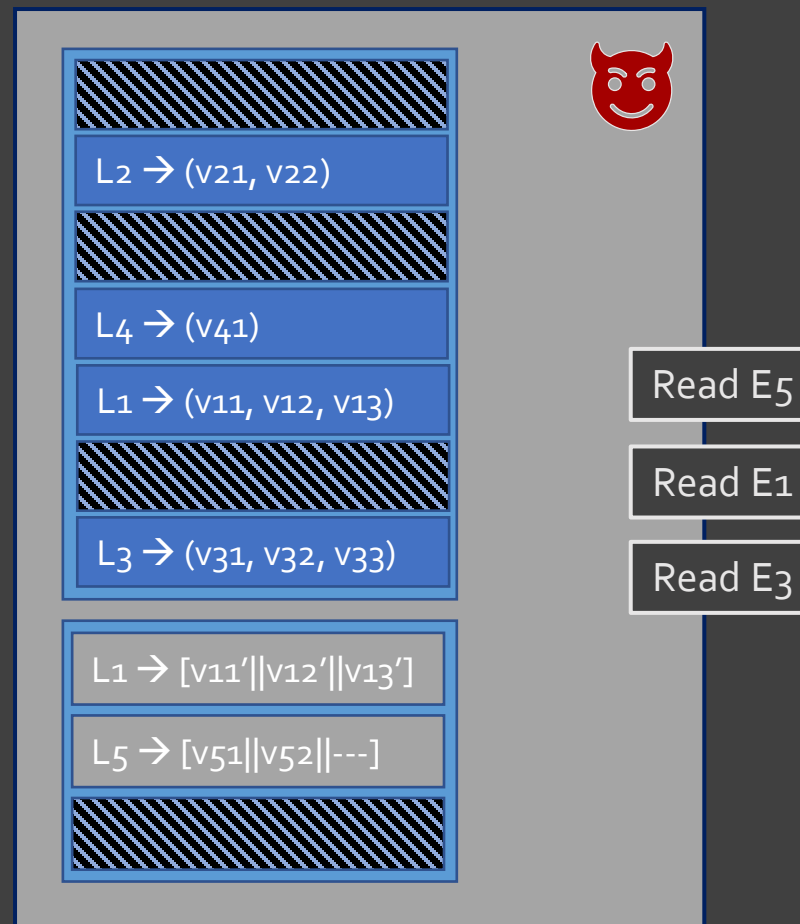 L2 → (v21, v22)
L4 → (v41)
L1 → (v11, v12, v13)
L3 → (v31, v32, v33)
L1 → [v11′||v12′||v13′]
L5 → [v51||v52||---]
Read E5
Read E1
Read E3